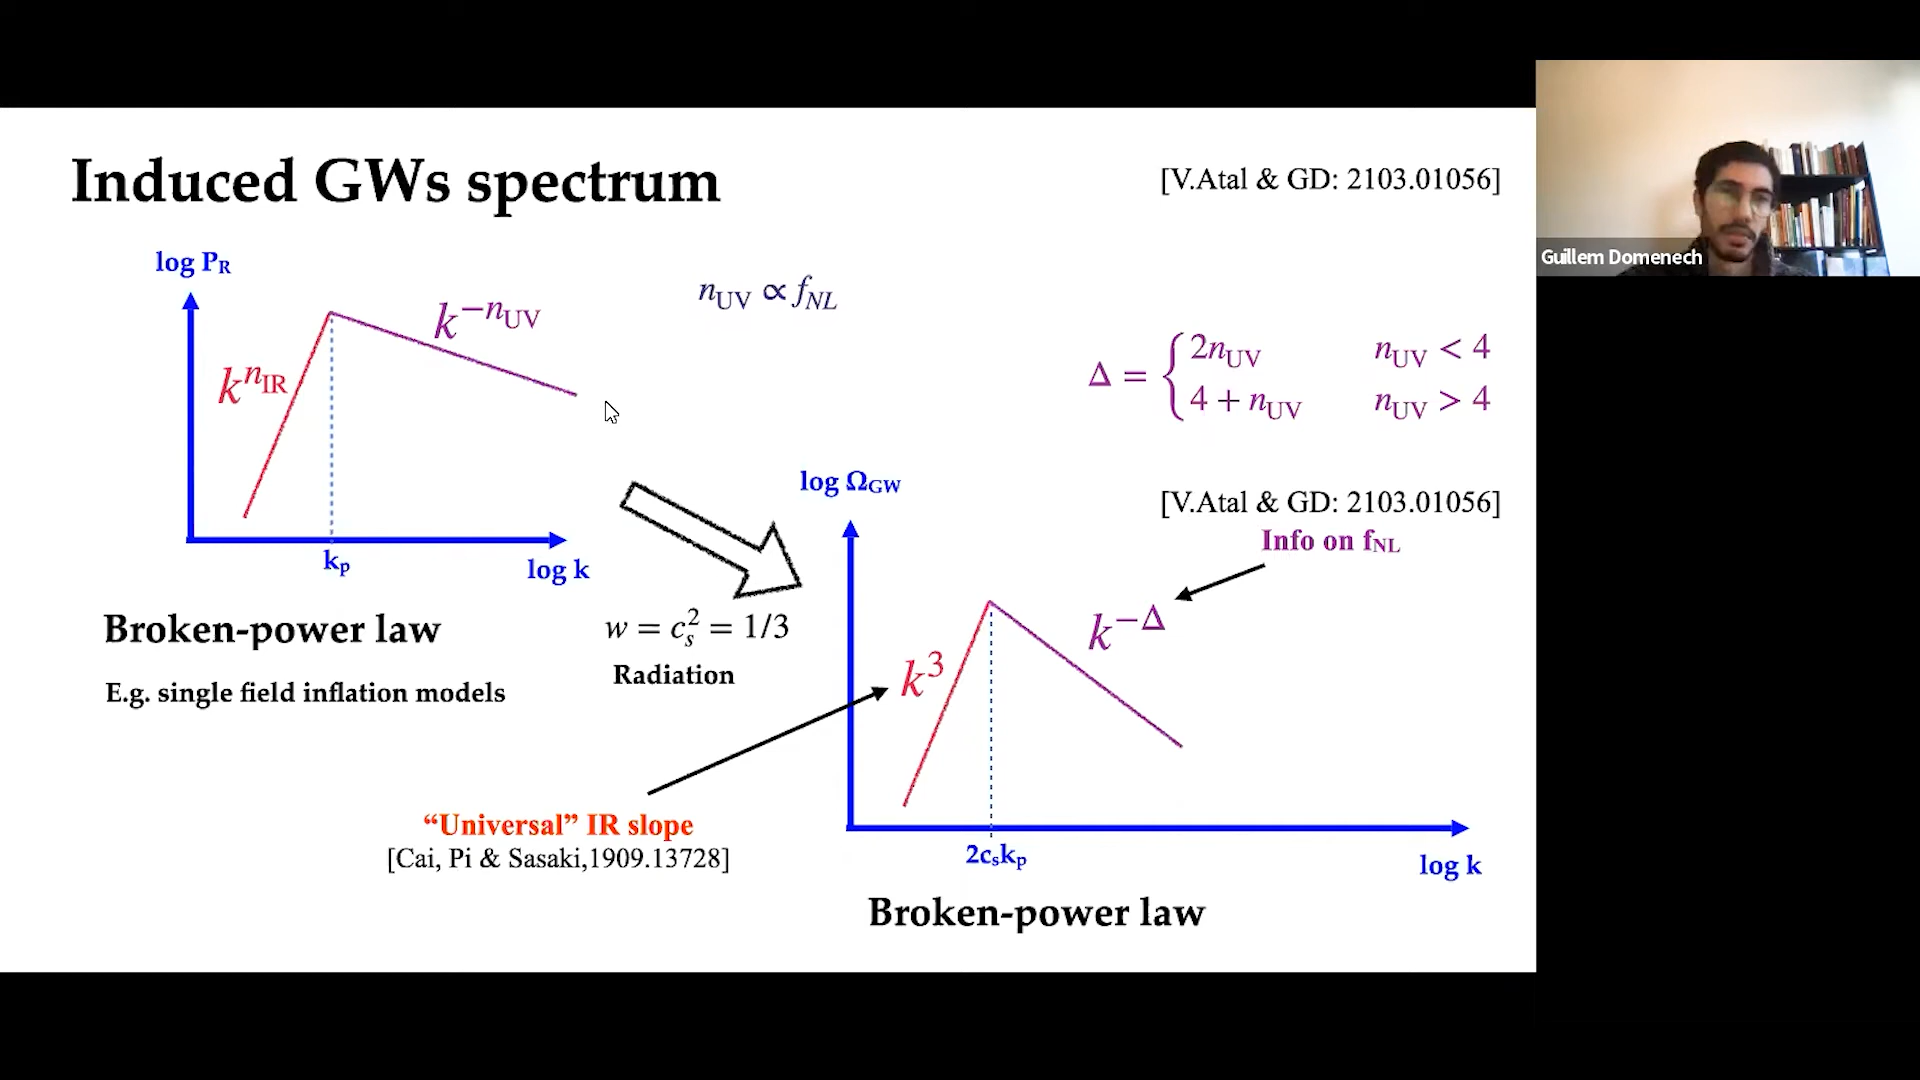 Induced GWs spectrum
[V.Atal & GD: 2103.01056]
Guillem Domenech
log P_R
k^{n_IR}
k^{-n_UV}
n_UV ∝ f_NL
Δ = { 2n_UV n_UV < 4
4 + n_UV n_UV > 4
k_p
log k
Broken-power law
E.g. single field inflation models
w = c_s^2 = 1/3
Radiation
log Ω_GW
[V.Atal & GD: 2103.01056]
Info on f_NL
k^3
k^{-Δ}
"Universal" IR slope
[Cai, Pi & Sasaki,1909.13728]
2c_sk_p
log k
Broken-power law